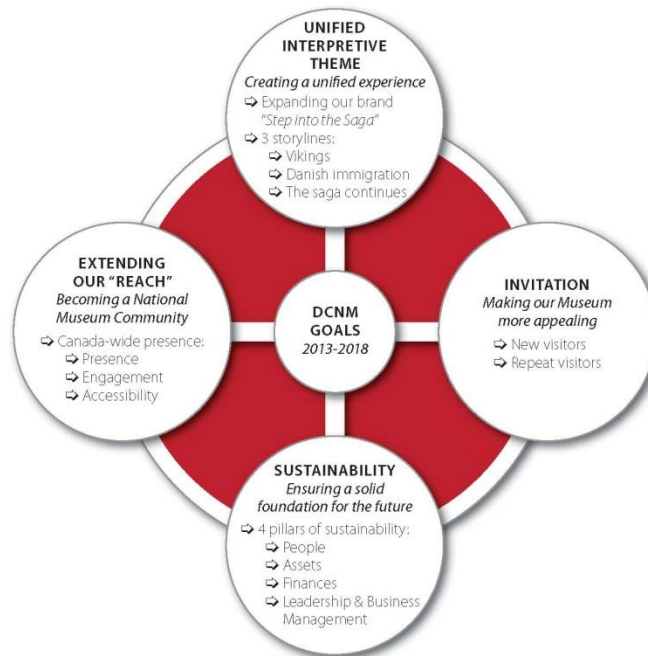 UNIFIED
INTERPRETIVE
THEME
Creating a unified experience
➩ Expanding our brand
"Step into the Saga"
➩ 3 storylines:
➩ Vikings
➩ Danish immigration
➩ The saga continues
EXTENDING
OUR "REACH"
Becoming a National
Museum Community
➩ Canada-wide presence:
➩ Presence
➩ Engagement
➩ Accessibility
DCNM
GOALS
2013-2018
INVITATION
Making our Museum
more appealing
➩ New visitors
➩ Repeat visitors
SUSTAINABILITY
Ensuring a solid
foundation for the future
➩ 4 pillars of sustainability:
➩ People
➩ Assets
➩ Finances
➩ Leadership & Business
Management